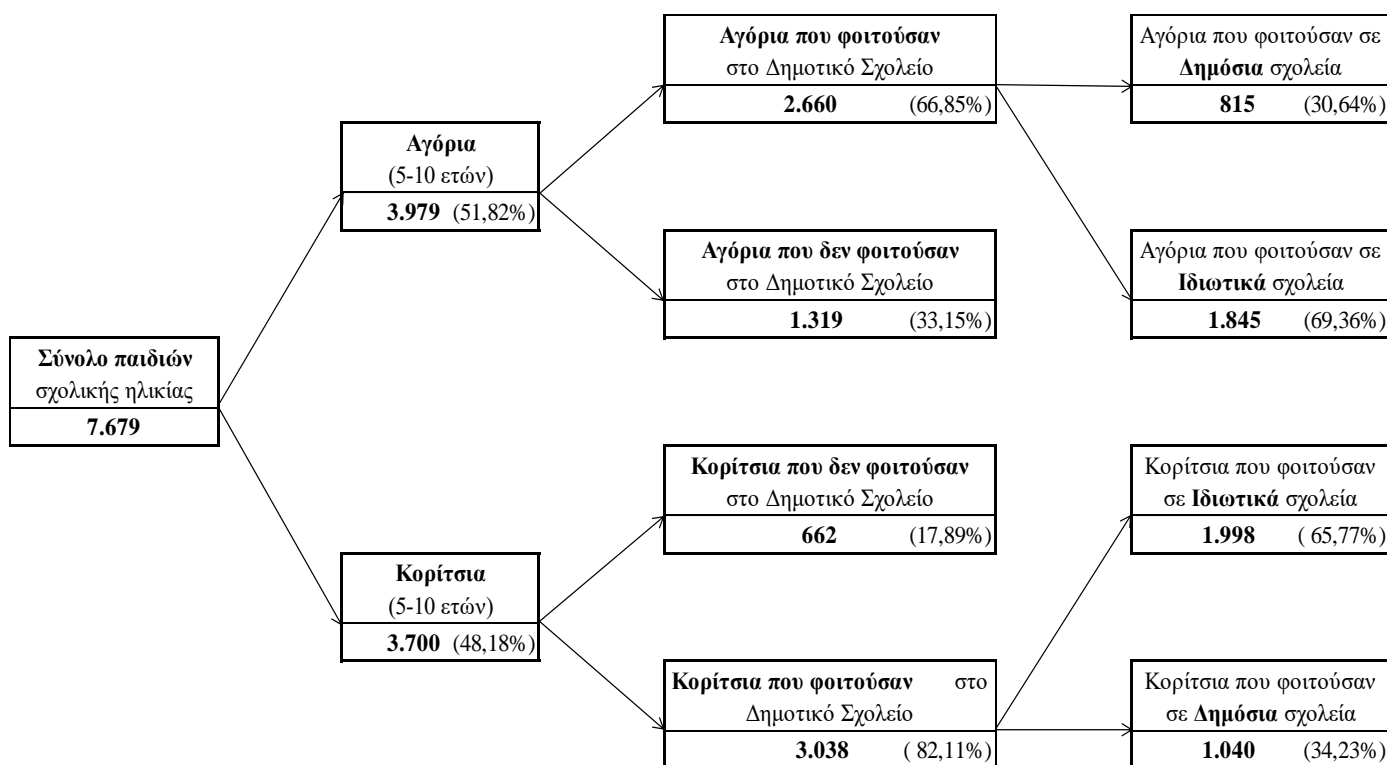 Αγόρια που φοιτούσαν
στο Δημοτικό Σχολείο
2.660 (66,85%)
Αγόρια που φοιτούσαν σε
Δημόσια σχολεία
815 (30,64%)
Αγόρια
(5-10 ετών)
3.979 (51,82%)
Αγόρια που δεν φοιτούσαν
στο Δημοτικό Σχολείο
1.319 (33,15%)
Αγόρια που φοιτούσαν σε
Ιδιωτικά σχολεία
1.845 (69,36%)
Σύνολο παιδιών
σχολικής ηλικίας
7.679
Κορίτσια που δεν φοιτούσαν
στο Δημοτικό Σχολείο
662 (17,89%)
Κορίτσια που φοιτούσαν
σε Ιδιωτικά σχολεία
1.998 ( 65,77%)
Κορίτσια
(5-10 ετών)
3.700 (48,18%)
Κορίτσια που φοιτούσαν στο
Δημοτικό Σχολείο
3.038 ( 82,11%)
Κορίτσια που φοιτούσαν
σε Δημόσια σχολεία
1.040 (34,23%)